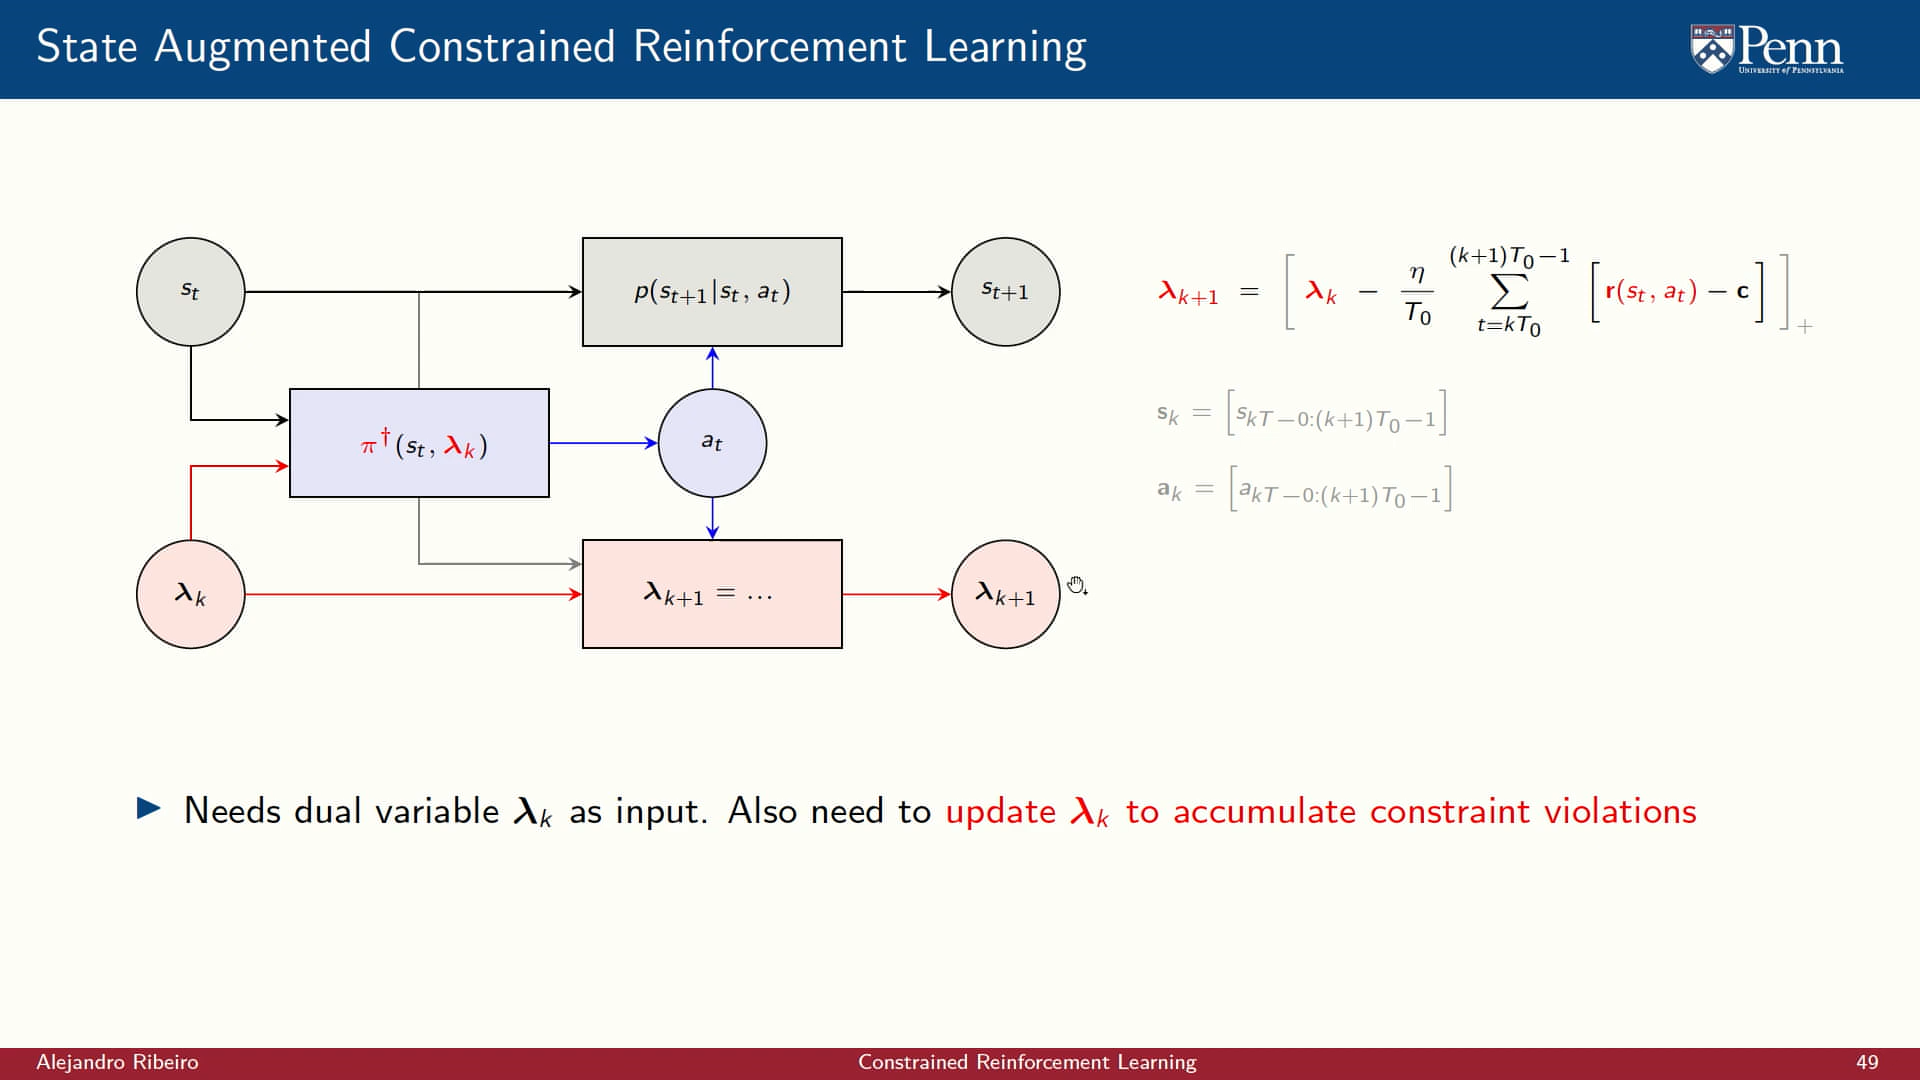 State Augmented Constrained Reinforcement Learning
Penn
UNIVERSITY of PENNSYLVANIA
s_t
p(s_{t+1}|s_t, a_t)
s_{t+1}
π^†(s_t, λ_k)
a_t
λ_k
λ_{k+1} = ...
λ_{k+1}
λ_{k+1} = [ λ_k − η/T_0 ∑_{t=kT_0}^{(k+1)T_0−1} [ r(s_t, a_t) − c ] ]_+
s_k = [ s_{kT−0:(k+1)T_0−1} ]
a_k = [ a_{kT−0:(k+1)T_0−1} ]
▶ Needs dual variable λ_k as input. Also need to update λ_k to accumulate constraint violations
Alejandro Ribeiro
Constrained Reinforcement Learning
49